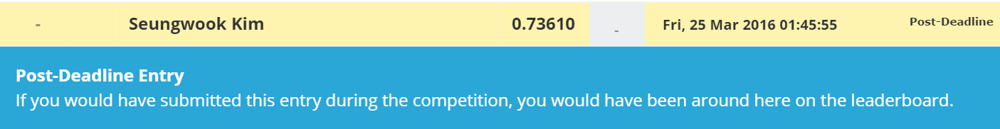 - Seungwook Kim 0.73610 - Fri, 25 Mar 2016 01:45:55 Post-Deadline
Post-Deadline Entry
If you would have submitted this entry during the competition, you would have been around here on the leaderboard.